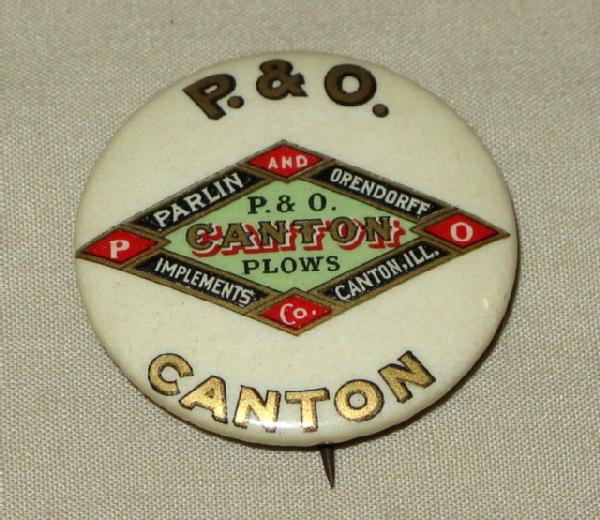 P. & O.
PARLIN AND ORENDORFF
P. & O.
CANTON
PLOWS
P
O
IMPLEMENTS Co. CANTON, ILL.
CANTON